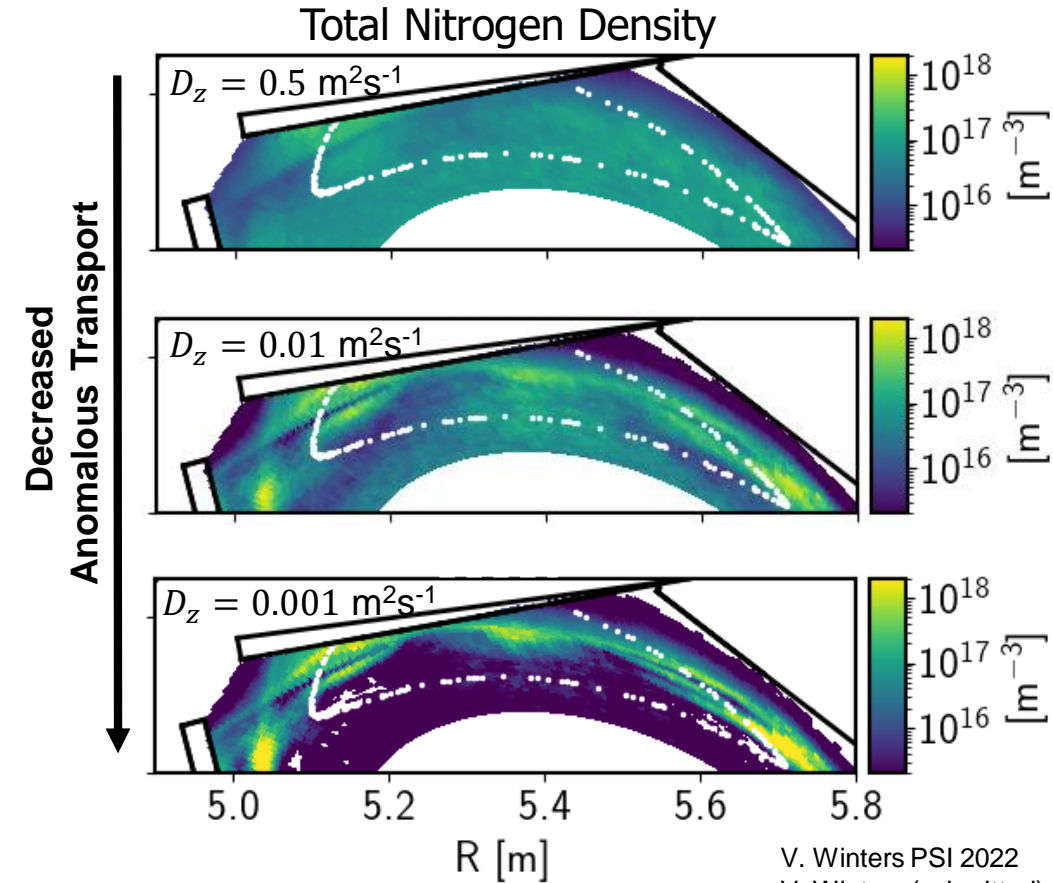 Total Nitrogen Density
Decreased
Anomalous Transport
D_z = 0.5 m²s⁻¹
10¹⁸
10¹⁷
10¹⁶
[m⁻³]
D_z = 0.01 m²s⁻¹
10¹⁸
10¹⁷
10¹⁶
[m⁻³]
D_z = 0.001 m²s⁻¹
10¹⁸
10¹⁷
10¹⁶
[m⁻³]
5.0 5.2 5.4 5.6 5.8
R [m]
V. Winters PSI 2022